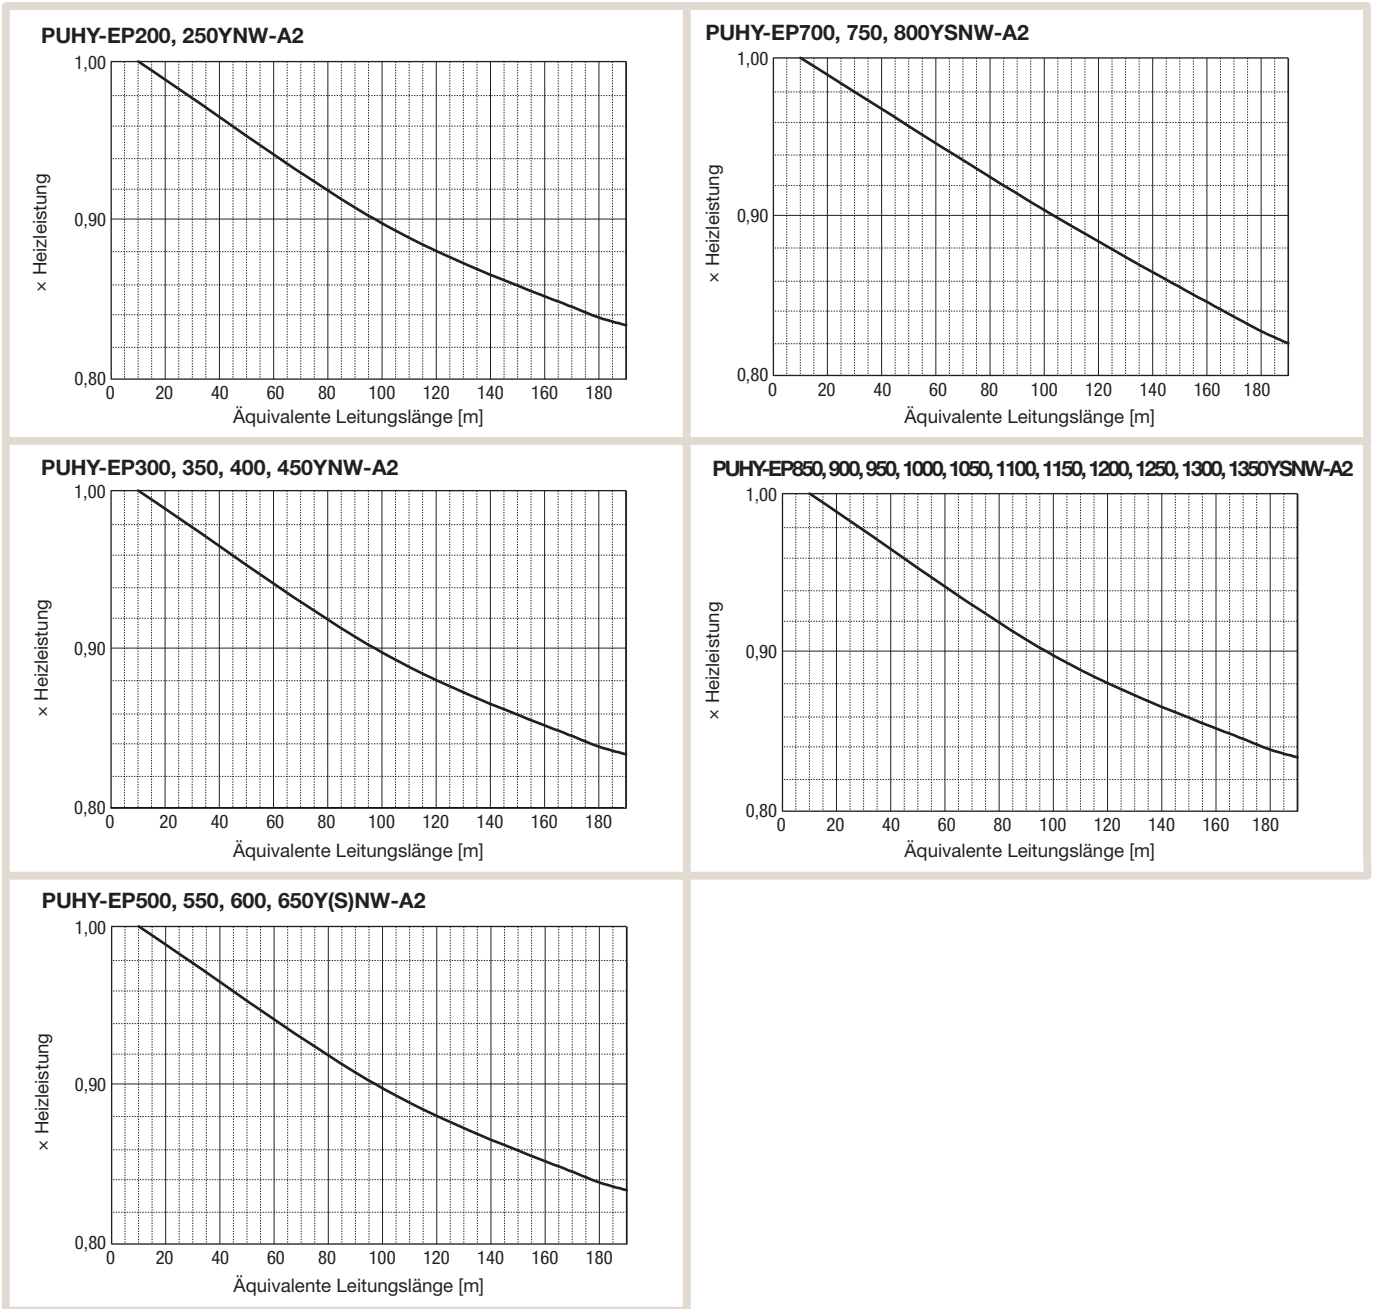 PUHY-EP200, 250YNW-A2
1,00
0,90
0,80
× Heizleistung
0 20 40 60 80 100 120 140 160 180
Äquivalente Leitungslänge [m]
PUHY-EP700, 750, 800YSNW-A2
1,00
0,90
0,80
× Heizleistung
0 20 40 60 80 100 120 140 160 180
Äquivalente Leitungslänge [m]
PUHY-EP300, 350, 400, 450YNW-A2
1,00
0,90
0,80
× Heizleistung
0 20 40 60 80 100 120 140 160 180
Äquivalente Leitungslänge [m]
PUHY-EP850, 900, 950, 1000, 1050, 1100, 1150, 1200, 1250, 1300, 1350YSNW-A2
1,00
0,90
0,80
× Heizleistung
0 20 40 60 80 100 120 140 160 180
Äquivalente Leitungslänge [m]
PUHY-EP500, 550, 600, 650Y(S)NW-A2
1,00
0,90
0,80
× Heizleistung
0 20 40 60 80 100 120 140 160 180
Äquivalente Leitungslänge [m]